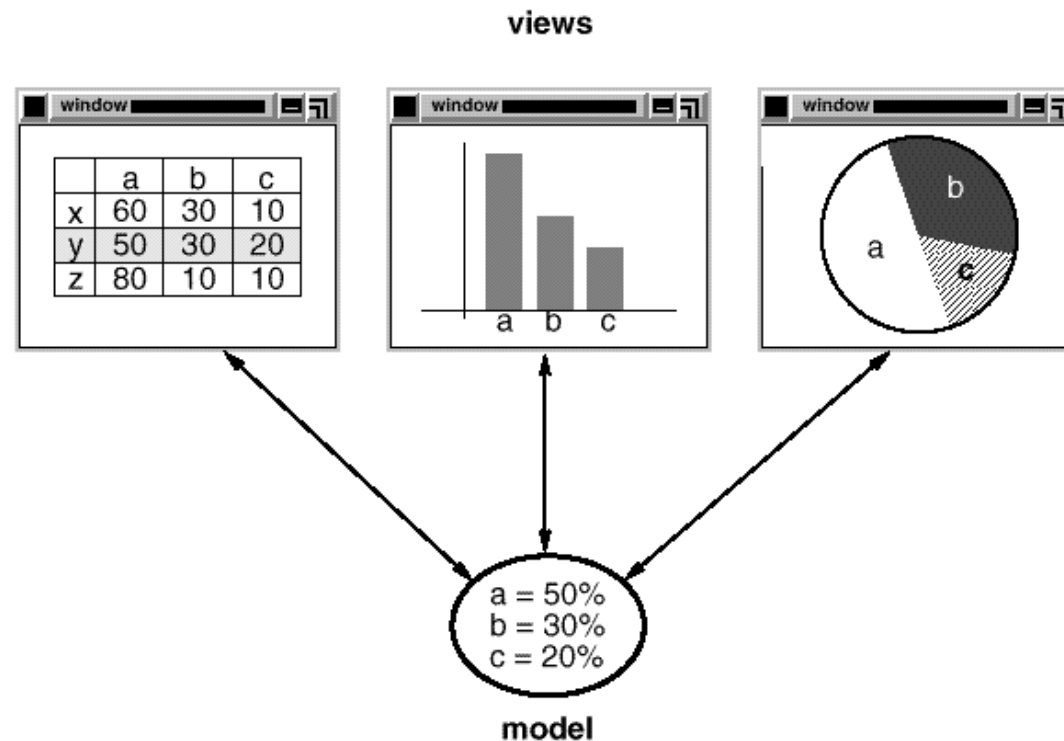 views
window
a b c
x 60 30 10
y 50 30 20
z 80 10 10
window
a b c
window
b
a
c
a = 50%
b = 30%
c = 20%
model